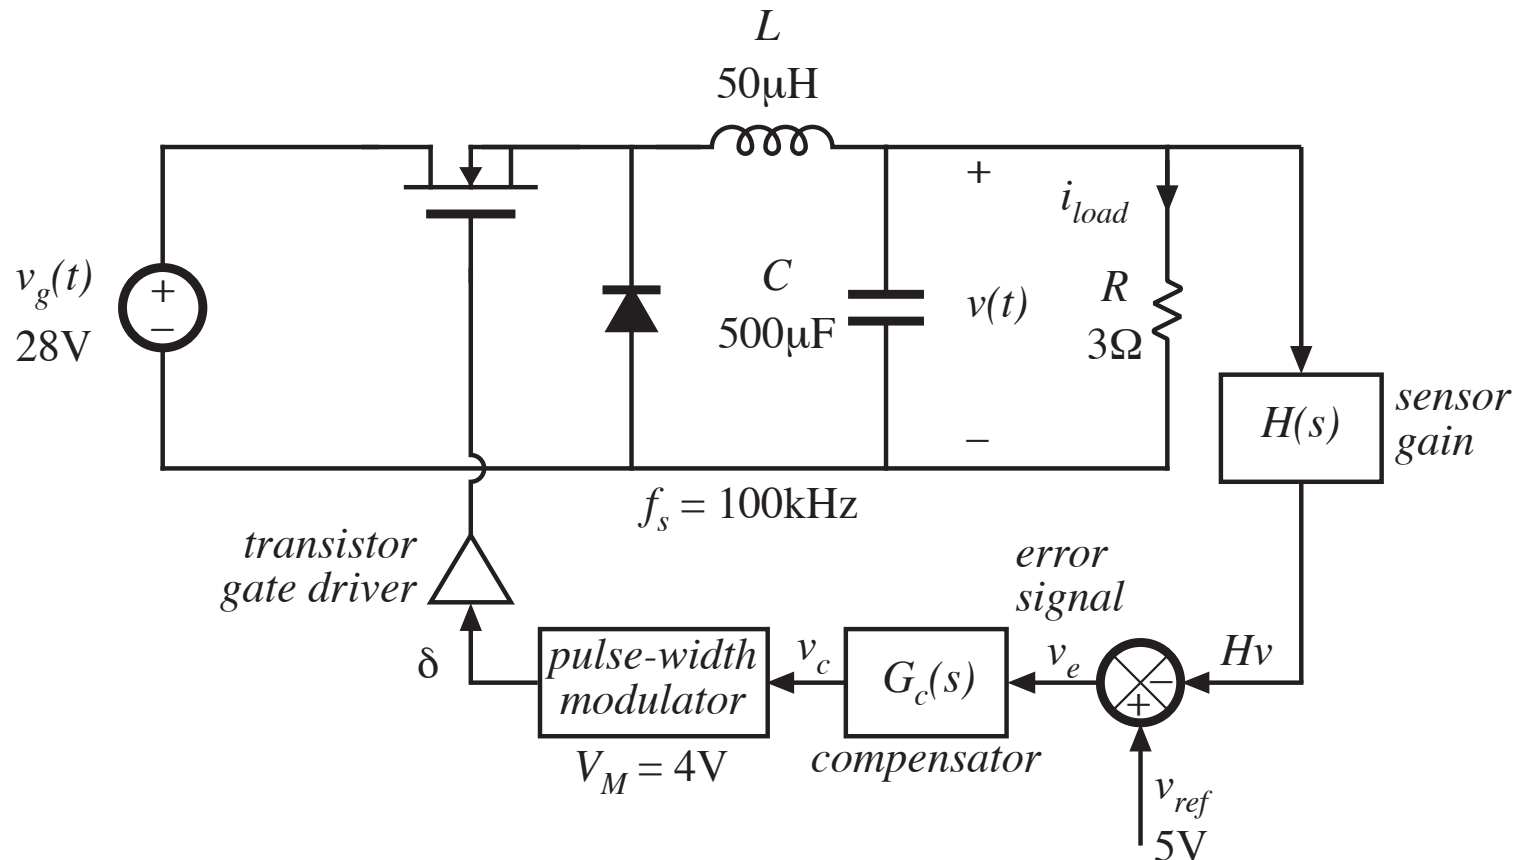 L
50μH
+
i_load
v_g(t)
28V
+
−
C
500μF
v(t)
R
3Ω
−
H(s)
sensor
gain
f_s = 100kHz
transistor
gate driver
error
signal
δ
pulse-width
modulator
v_c
G_c(s)
v_e
−
+
Hv
V_M = 4V
compensator
v_ref
5V